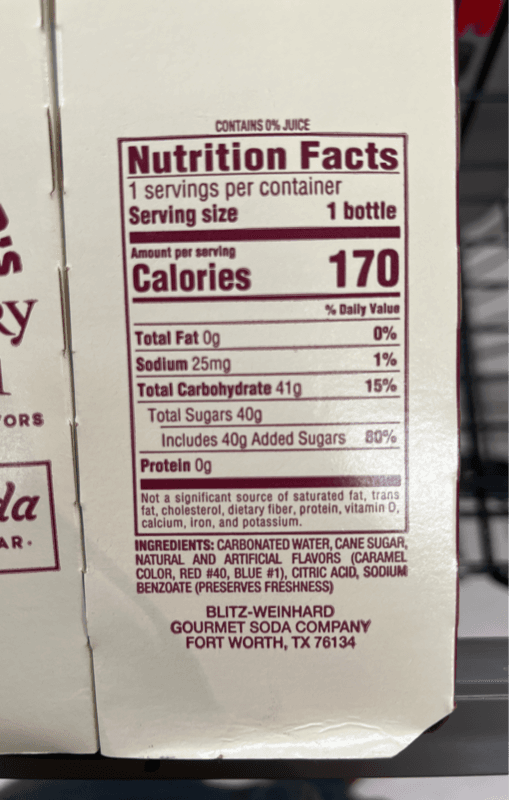 CONTAINS 0% JUICE
Nutrition Facts
1 servings per container
Serving size 1 bottle
Amount per serving
Calories 170
% Daily Value
Total Fat 0g 0%
Sodium 25mg 1%
Total Carbohydrate 41g 15%
Total Sugars 40g
Includes 40g Added Sugars 80%
Protein 0g
Not a significant source of saturated fat, trans
fat, cholesterol, dietary fiber, protein, vitamin D,
calcium, iron, and potassium.
INGREDIENTS: CARBONATED WATER, CANE SUGAR,
NATURAL AND ARTIFICIAL FLAVORS (CARAMEL
COLOR, RED #40, BLUE #1), CITRIC ACID, SODIUM
BENZOATE (PRESERVES FRESHNESS)
BLITZ-WEINHARD
GOURMET SODA COMPANY
FORT WORTH, TX 76134